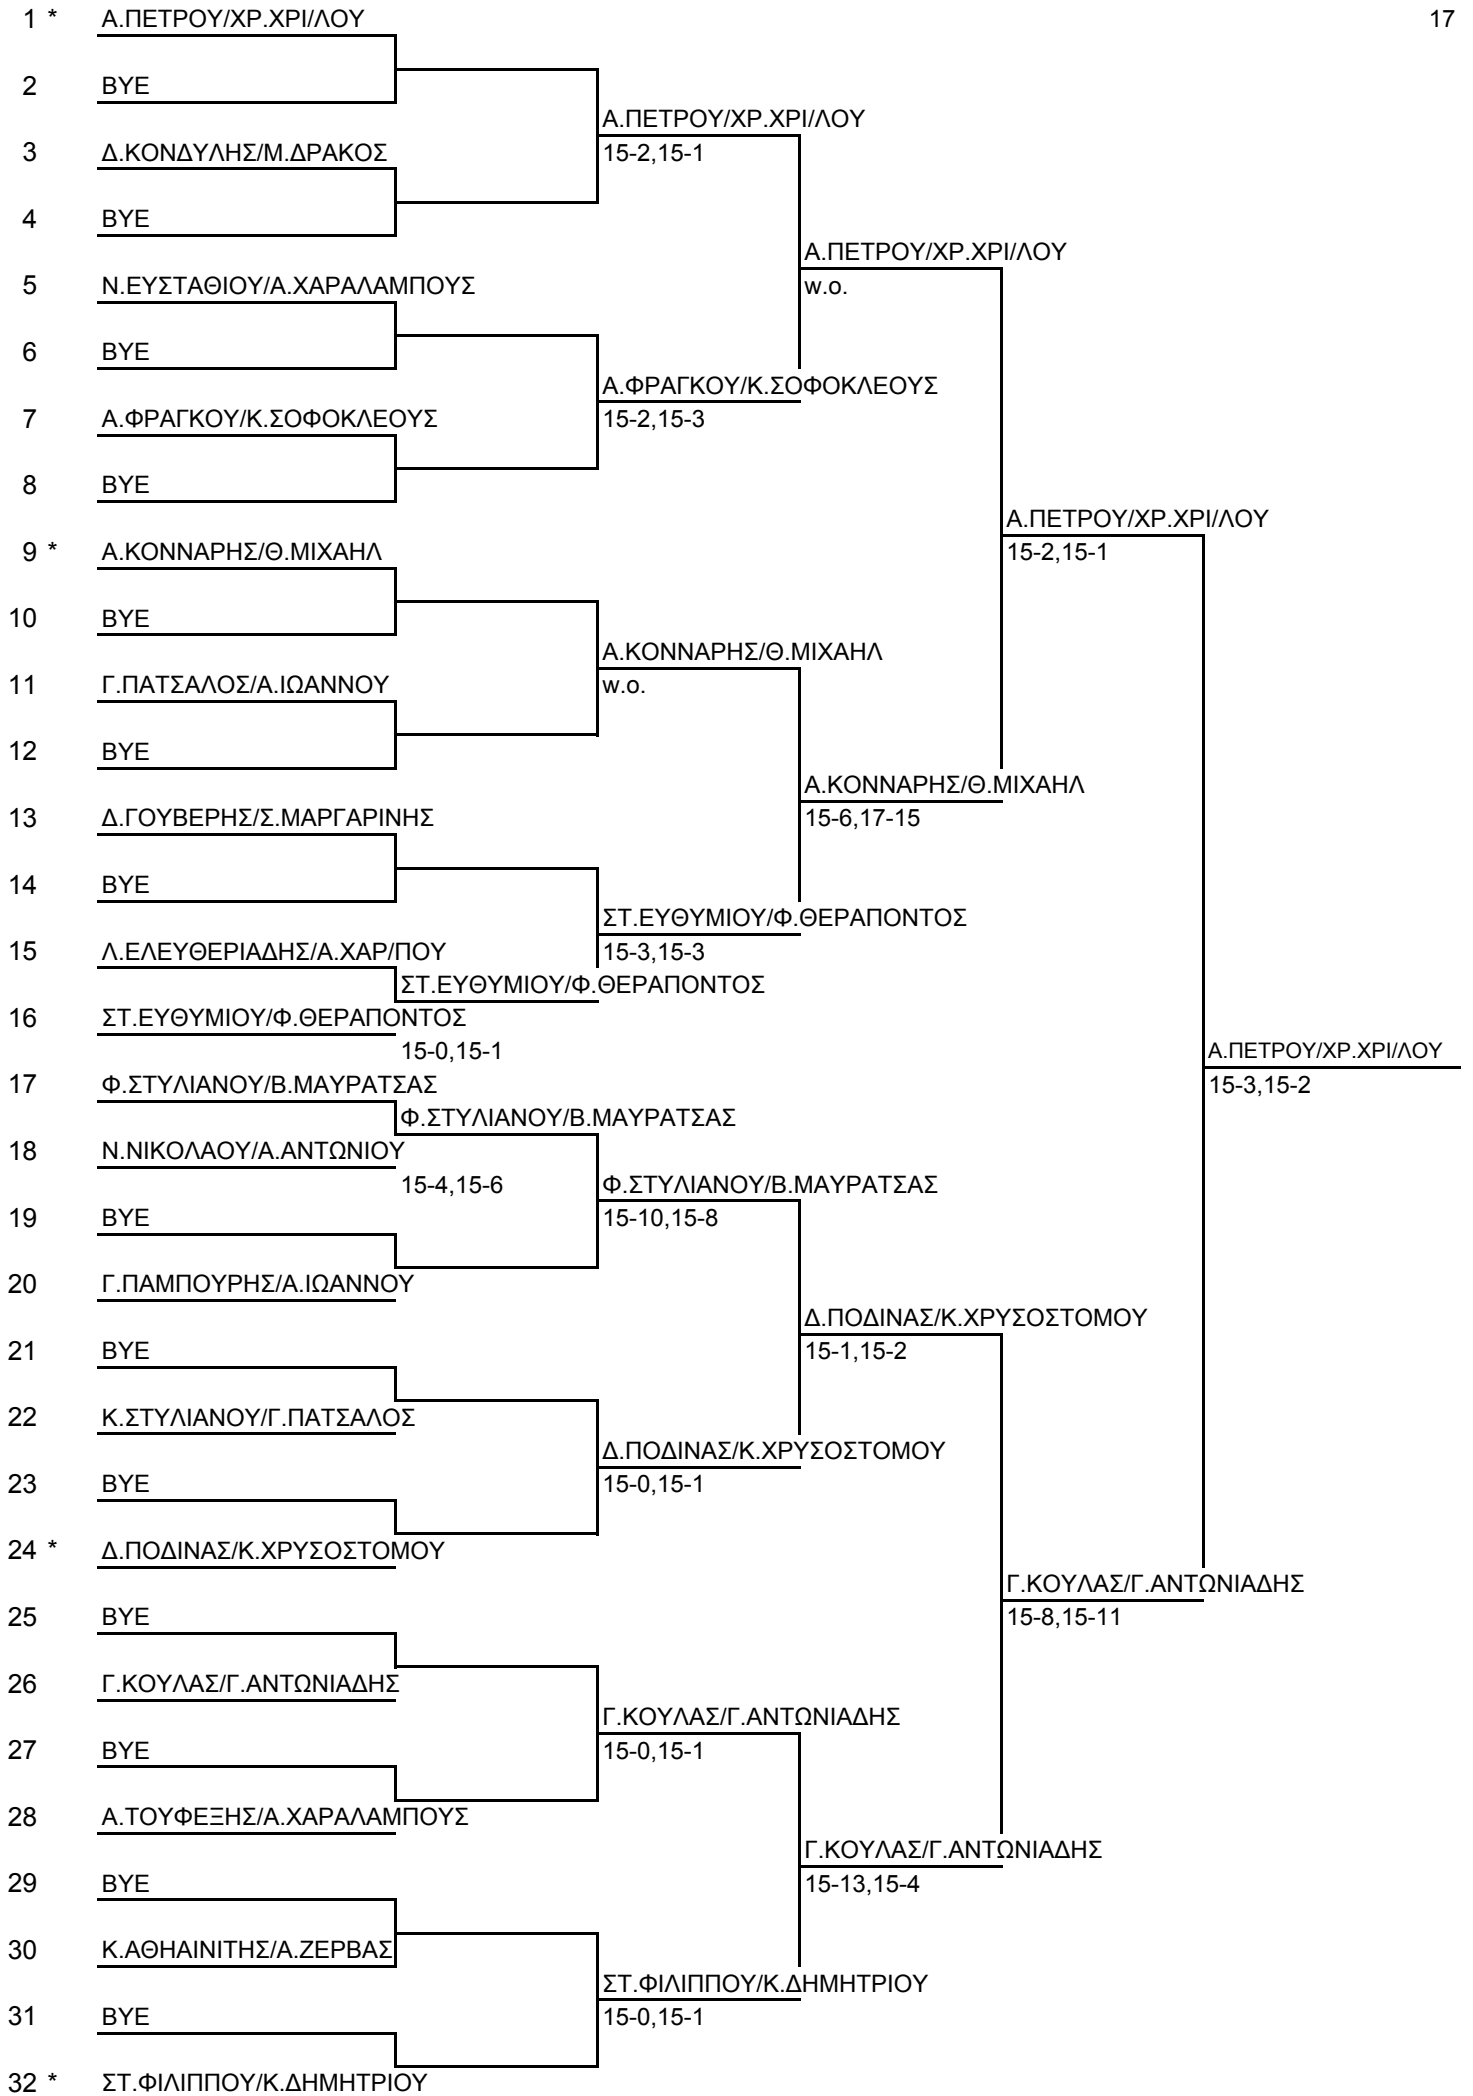 1 * Α.ΠΕΤΡΟΥ/ΧΡ.ΧΡΙ/ΛΟΥ 17
2 BYE
Α.ΠΕΤΡΟΥ/ΧΡ.ΧΡΙ/ΛΟΥ
3 Δ.ΚΟΝΔΥΛΗΣ/Μ.ΔΡΑΚΟΣ 15-2,15-1
4 BYE
Α.ΠΕΤΡΟΥ/ΧΡ.ΧΡΙ/ΛΟΥ
5 Ν.ΕΥΣΤΑΘΙΟΥ/Α.ΧΑΡΑΛΑΜΠΟΥΣ w.o.
6 BYE
Α.ΦΡΑΓΚΟΥ/Κ.ΣΟΦΟΚΛΕΟΥΣ
7 Α.ΦΡΑΓΚΟΥ/Κ.ΣΟΦΟΚΛΕΟΥΣ 15-2,15-3
8 BYE
Α.ΠΕΤΡΟΥ/ΧΡ.ΧΡΙ/ΛΟΥ
9 * Α.ΚΟΝΝΑΡΗΣ/Θ.ΜΙΧΑΗΛ 15-2,15-1
10 BYE
Α.ΚΟΝΝΑΡΗΣ/Θ.ΜΙΧΑΗΛ
11 Γ.ΠΑΤΣΑΛΟΣ/Α.ΙΩΑΝΝΟΥ w.o.
12 BYE
Α.ΚΟΝΝΑΡΗΣ/Θ.ΜΙΧΑΗΛ
13 Δ.ΓΟΥΒΕΡΗΣ/Σ.ΜΑΡΓΑΡΙΝΗΣ 15-6,17-15
14 BYE
ΣΤ.ΕΥΘΥΜΙΟΥ/Φ.ΘΕΡΑΠΟΝΤΟΣ
15 Λ.ΕΛΕΥΘΕΡΙΑΔΗΣ/Α.ΧΑΡ/ΠΟΥ 15-3,15-3
ΣΤ.ΕΥΘΥΜΙΟΥ/Φ.ΘΕΡΑΠΟΝΤΟΣ
16 ΣΤ.ΕΥΘΥΜΙΟΥ/Φ.ΘΕΡΑΠΟΝΤΟΣ
15-0,15-1 Α.ΠΕΤΡΟΥ/ΧΡ.ΧΡΙ/ΛΟΥ
17 Φ.ΣΤΥΛΙΑΝΟΥ/Β.ΜΑΥΡΑΤΣΑΣ 15-3,15-2
Φ.ΣΤΥΛΙΑΝΟΥ/Β.ΜΑΥΡΑΤΣΑΣ
18 Ν.ΝΙΚΟΛΑΟΥ/Α.ΑΝΤΩΝΙΟΥ
15-4,15-6 Φ.ΣΤΥΛΙΑΝΟΥ/Β.ΜΑΥΡΑΤΣΑΣ
19 BYE 15-10,15-8
20 Γ.ΠΑΜΠΟΥΡΗΣ/Α.ΙΩΑΝΝΟΥ
Δ.ΠΟΔΙΝΑΣ/Κ.ΧΡΥΣΟΣΤΟΜΟΥ
21 BYE 15-1,15-2
22 Κ.ΣΤΥΛΙΑΝΟΥ/Γ.ΠΑΤΣΑΛΟΣ
Δ.ΠΟΔΙΝΑΣ/Κ.ΧΡΥΣΟΣΤΟΜΟΥ
23 BYE 15-0,15-1
24 * Δ.ΠΟΔΙΝΑΣ/Κ.ΧΡΥΣΟΣΤΟΜΟΥ
Γ.ΚΟΥΛΑΣ/Γ.ΑΝΤΩΝΙΑΔΗΣ
25 BYE 15-8,15-11
26 Γ.ΚΟΥΛΑΣ/Γ.ΑΝΤΩΝΙΑΔΗΣ
Γ.ΚΟΥΛΑΣ/Γ.ΑΝΤΩΝΙΑΔΗΣ
27 BYE 15-0,15-1
28 Α.ΤΟΥΦΕΞΗΣ/Α.ΧΑΡΑΛΑΜΠΟΥΣ
Γ.ΚΟΥΛΑΣ/Γ.ΑΝΤΩΝΙΑΔΗΣ
29 BYE 15-13,15-4
30 Κ.ΑΘΗΑΙΝΙΤΗΣ/Α.ΖΕΡΒΑΣ
ΣΤ.ΦΙΛΙΠΠΟΥ/Κ.ΔΗΜΗΤΡΙΟΥ
31 BYE 15-0,15-1
32 * ΣΤ.ΦΙΛΙΠΠΟΥ/Κ.ΔΗΜΗΤΡΙΟΥ